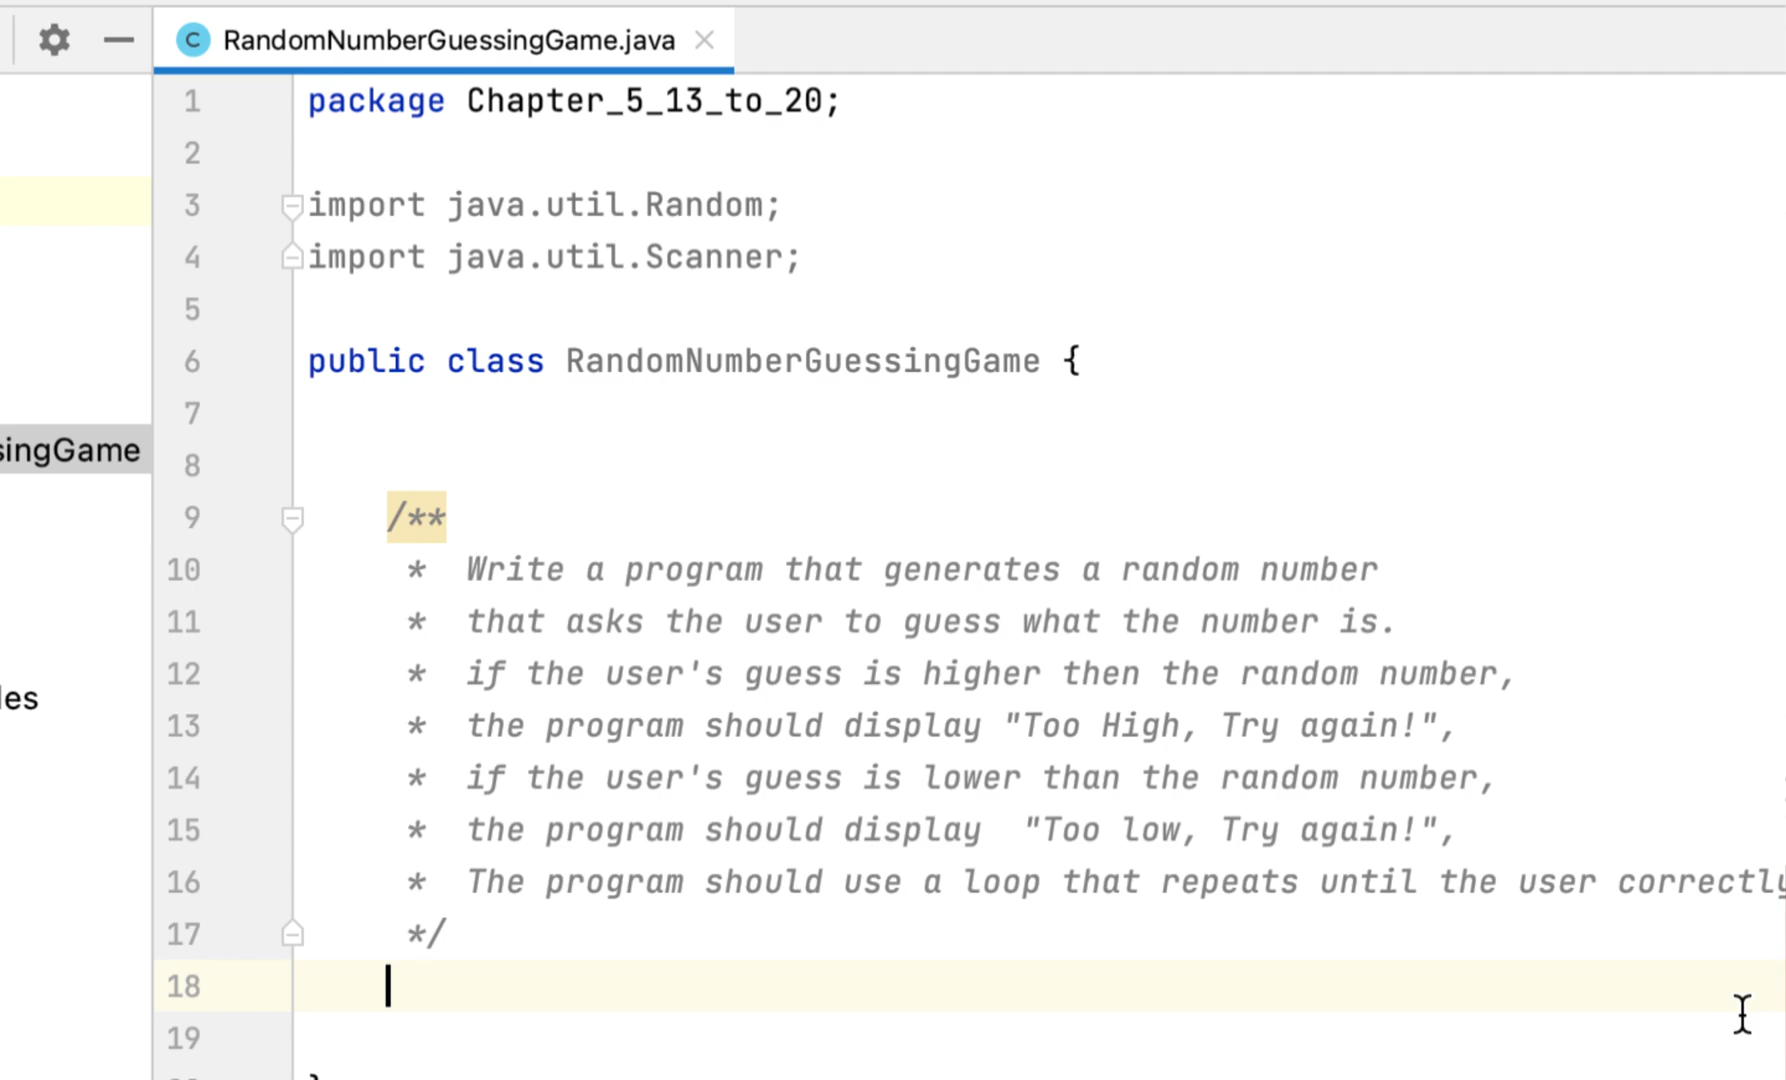 RandomNumberGuessingGame.java
1 package Chapter_5_13_to_20;
2
3 import java.util.Random;
4 import java.util.Scanner;
5
6 public class RandomNumberGuessingGame {
7
singGame
8
9 /**
10 * Write a program that generates a random number
11 * that asks the user to guess what the number is.
12 * if the user's guess is higher then the random number,
les
13 * the program should display "Too High, Try again!",
14 * if the user's guess is lower than the random number,
15 * the program should display  "Too low, Try again!",
16 * The program should use a loop that repeats until the user correctly
17 */
18
19
}